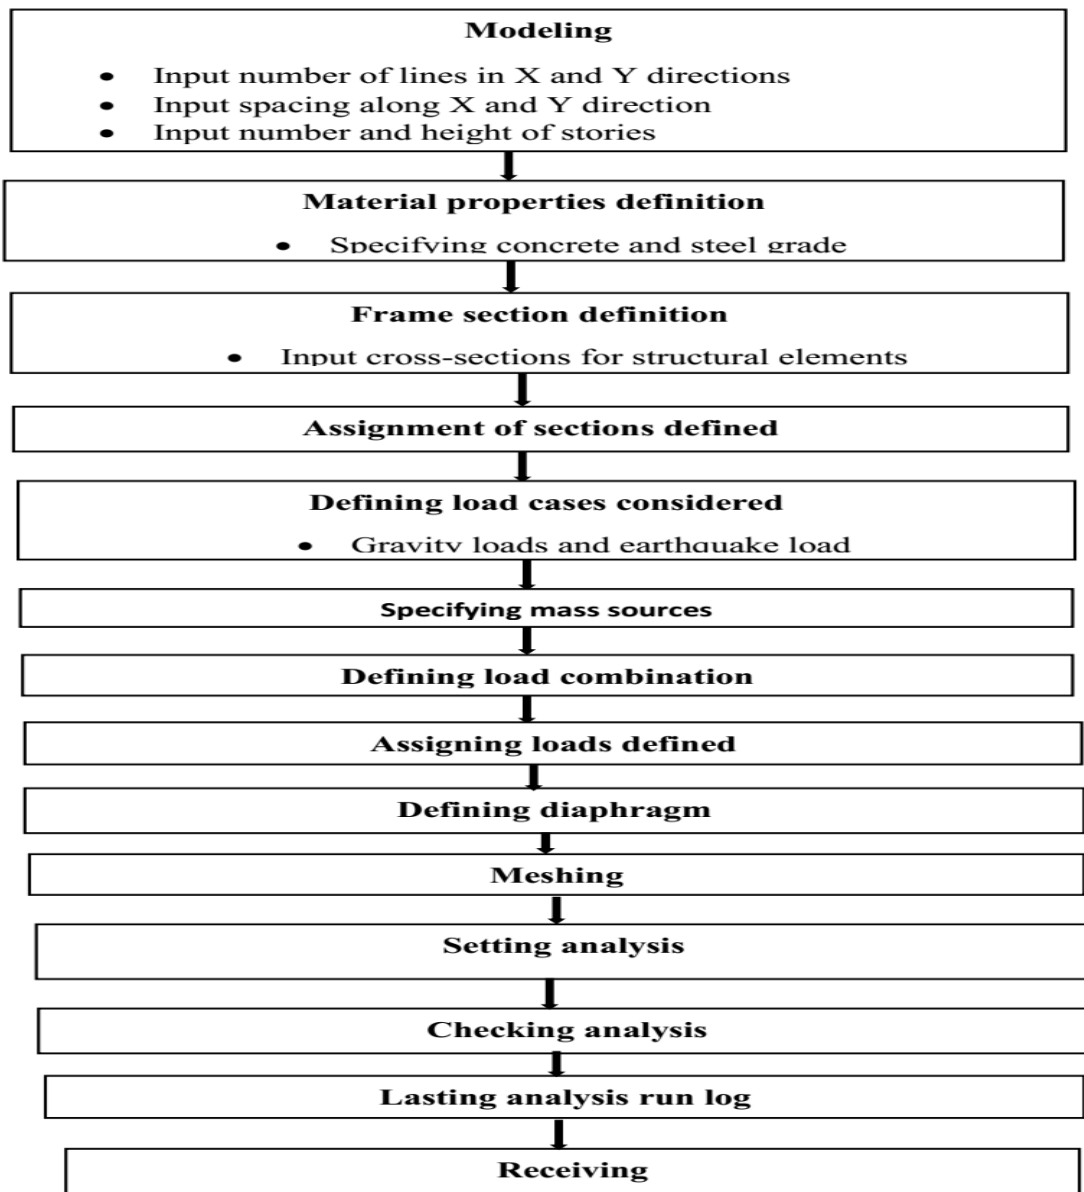 Modeling
• Input number of lines in X and Y directions
• Input spacing along X and Y direction
• Input number and height of stories
Material properties definition
• Specifying concrete and steel grade
Frame section definition
• Input cross-sections for structural elements
Assignment of sections defined
Defining load cases considered
• Gravity loads and earthquake load
Specifying mass sources
Defining load combination
Assigning loads defined
Defining diaphragm
Meshing
Setting analysis
Checking analysis
Lasting analysis run log
Receiving